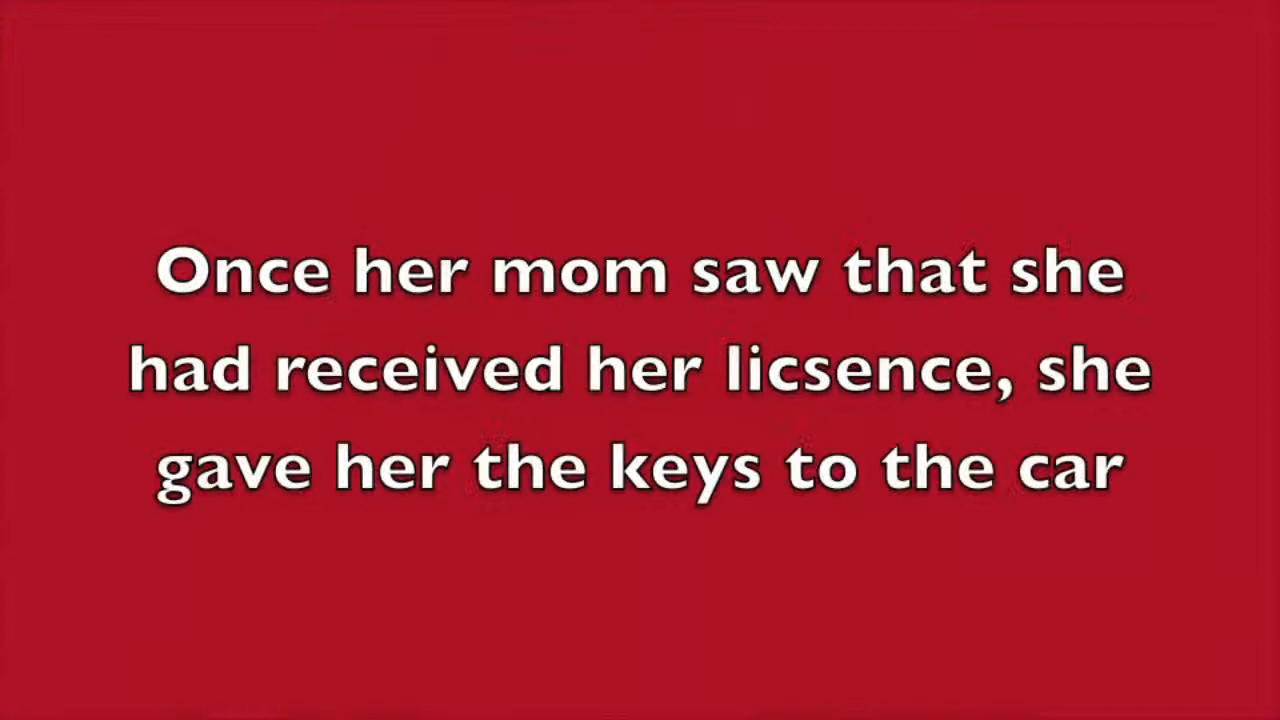 Once her mom saw that she
had received her licsence, she
gave her the keys to the car